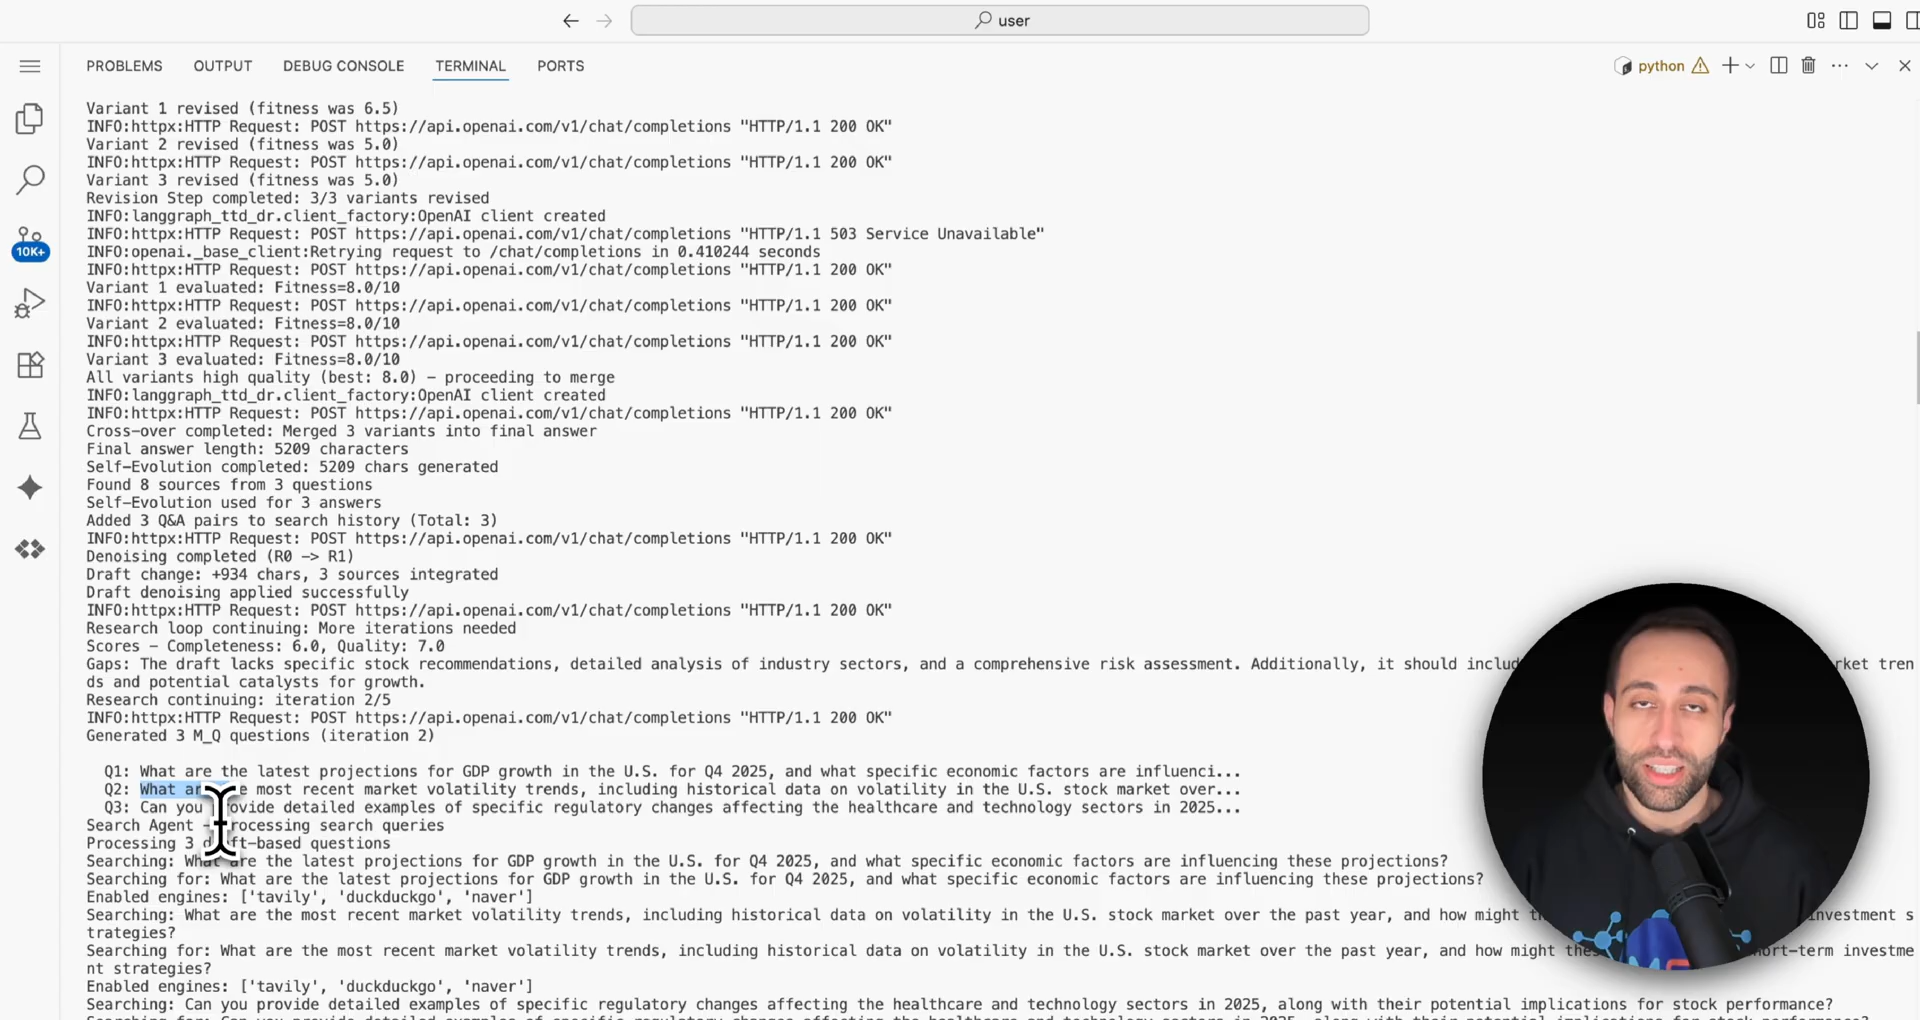 user
PROBLEMS OUTPUT DEBUG CONSOLE TERMINAL PORTS
python
10K+
Variant 1 revised (fitness was 6.5)
INFO:httpx:HTTP Request: POST https://api.openai.com/v1/chat/completions "HTTP/1.1 200 OK"
Variant 2 revised (fitness was 5.0)
INFO:httpx:HTTP Request: POST https://api.openai.com/v1/chat/completions "HTTP/1.1 200 OK"
Variant 3 revised (fitness was 5.0)
Revision Step completed: 3/3 variants revised
INFO:langgraph_ttd_dr.client_factory:OpenAI client created
INFO:httpx:HTTP Request: POST https://api.openai.com/v1/chat/completions "HTTP/1.1 503 Service Unavailable"
INFO:openai._base_client:Retrying request to /chat/completions in 0.410244 seconds
INFO:httpx:HTTP Request: POST https://api.openai.com/v1/chat/completions "HTTP/1.1 200 OK"
Variant 1 evaluated: Fitness=8.0/10
INFO:httpx:HTTP Request: POST https://api.openai.com/v1/chat/completions "HTTP/1.1 200 OK"
Variant 2 evaluated: Fitness=8.0/10
INFO:httpx:HTTP Request: POST https://api.openai.com/v1/chat/completions "HTTP/1.1 200 OK"
Variant 3 evaluated: Fitness=8.0/10
All variants high quality (best: 8.0) – proceeding to merge
INFO:langgraph_ttd_dr.client_factory:OpenAI client created
INFO:httpx:HTTP Request: POST https://api.openai.com/v1/chat/completions "HTTP/1.1 200 OK"
Cross–over completed: Merged 3 variants into final answer
Final answer length: 5209 characters
Self–Evolution completed: 5209 chars generated
Found 8 sources from 3 questions
Self–Evolution used for 3 answers
Added 3 Q&A pairs to search history (Total: 3)
INFO:httpx:HTTP Request: POST https://api.openai.com/v1/chat/completions "HTTP/1.1 200 OK"
Denoising completed (R0 –> R1)
Draft change: +934 chars, 3 sources integrated
Draft denoising applied successfully
INFO:httpx:HTTP Request: POST https://api.openai.com/v1/chat/completions "HTTP/1.1 200 OK"
Research loop continuing: More iterations needed
Scores – Completeness: 6.0, Quality: 7.0
Gaps: The draft lacks specific stock recommendations, detailed analysis of industry sectors, and a comprehensive risk assessment. Additionally, it should includ rket tren
ds and potential catalysts for growth.
Research continuing: iteration 2/5
INFO:httpx:HTTP Request: POST https://api.openai.com/v1/chat/completions "HTTP/1.1 200 OK"
Generated 3 M_Q questions (iteration 2)
Q1: What are the latest projections for GDP growth in the U.S. for Q4 2025, and what specific economic factors are influenci...
Q2: What are the most recent market volatility trends, including historical data on volatility in the U.S. stock market over...
Q3: Can you provide detailed examples of specific regulatory changes affecting the healthcare and technology sectors in 2025...
Search Agent – Processing search queries
Processing 3 draft–based questions
Searching: What are the latest projections for GDP growth in the U.S. for Q4 2025, and what specific economic factors are influencing these projections?
Searching for: What are the latest projections for GDP growth in the U.S. for Q4 2025, and what specific economic factors are influencing these projections?
Enabled engines: ['tavily', 'duckduckgo', 'naver']
Searching: What are the most recent market volatility trends, including historical data on volatility in the U.S. stock market over the past year, and how might th investment s
trategies?
Searching for: What are the most recent market volatility trends, including historical data on volatility in the U.S. stock market over the past year, and how might the hort–term investme
nt strategies?
Enabled engines: ['tavily', 'duckduckgo', 'naver']
Searching: Can you provide detailed examples of specific regulatory changes affecting the healthcare and technology sectors in 2025, along with their potential implications for stock performance?